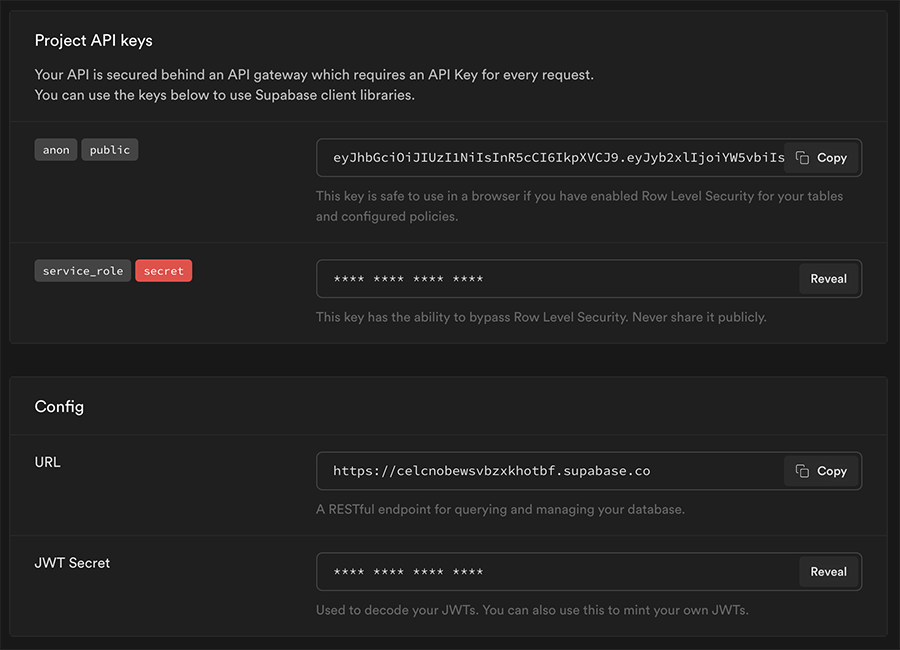 Project API keys
Your API is secured behind an API gateway which requires an API Key for every request.
You can use the keys below to use Supabase client libraries.
anon public
eyJhbGciOiJIUzI1NiIsInR5cCI6IkpXVCJ9.eyJyb2xlIjoiYW5vbiIs Copy
This key is safe to use in a browser if you have enabled Row Level Security for your tables
and configured policies.
service_role secret
**** **** **** **** Reveal
This key has the ability to bypass Row Level Security. Never share it publicly.
Config
URL
https://celcnobewsvbzxkhotbf.supabase.co Copy
A RESTful endpoint for querying and managing your database.
JWT Secret
**** **** **** **** Reveal
Used to decode your JWTs. You can also use this to mint your own JWTs.